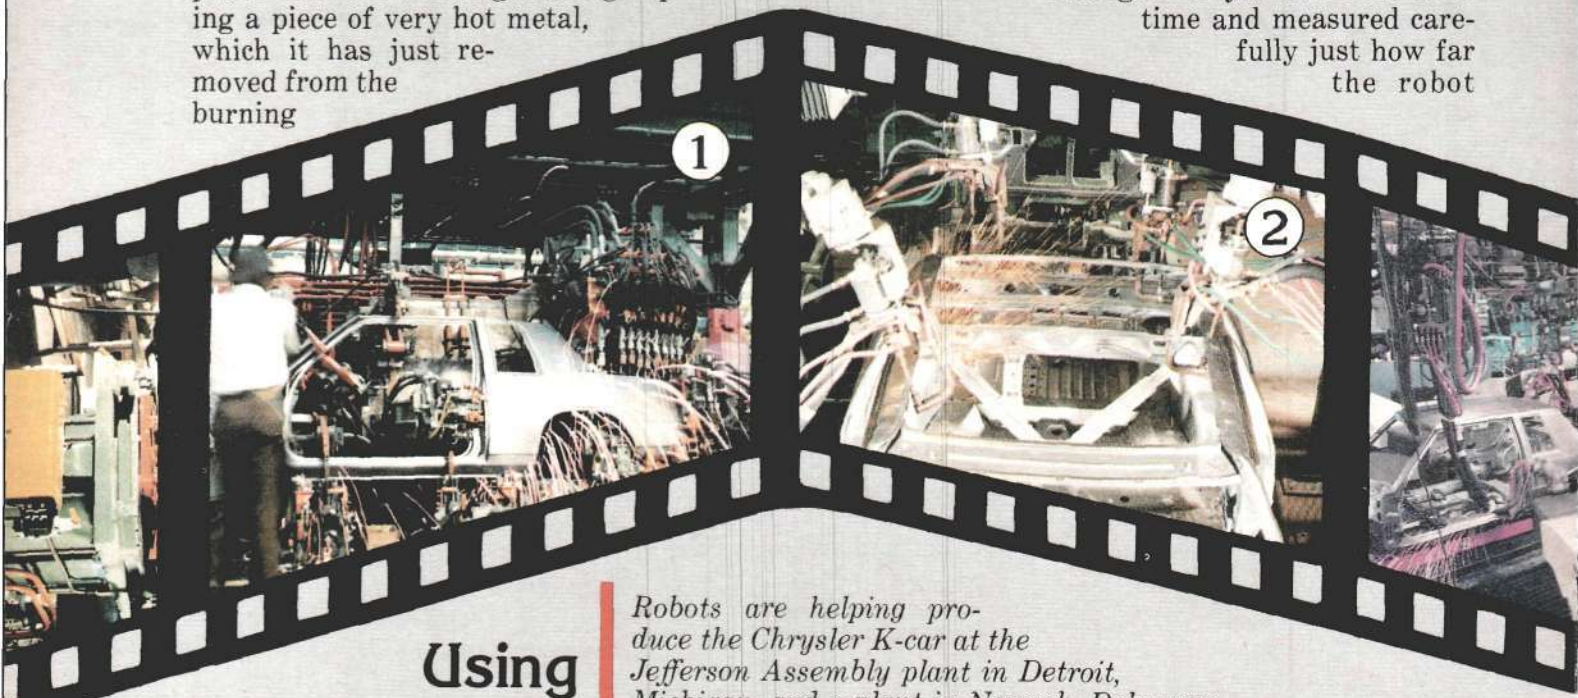 ing a piece of very hot metal,
which it has just re-
moved from the
burning
time and measured care-
fully just how far
the robot
1
2
Using
Robots are helping pro-
duce the Chrysler K-car at the
Jefferson Assembly plant in Detroit,